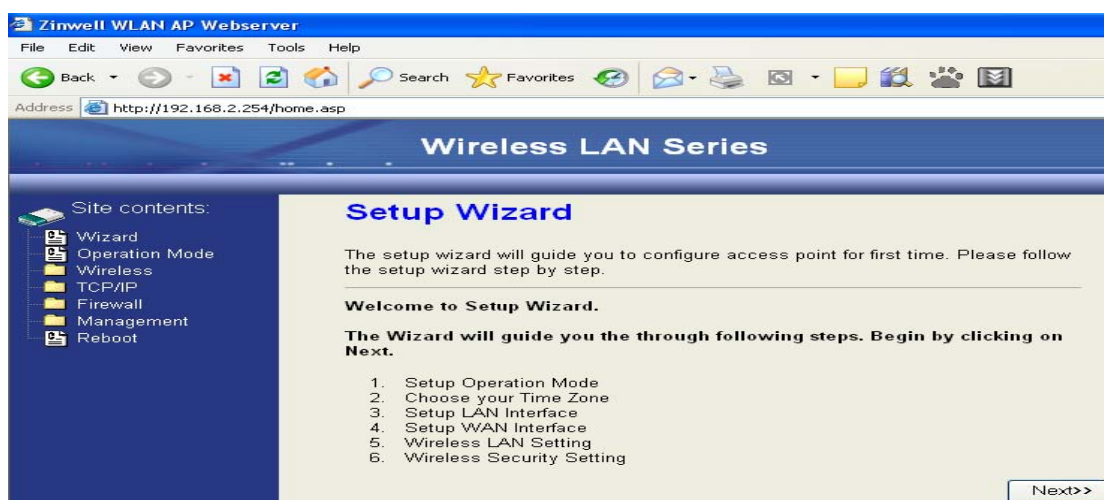 Zinwell WLAN AP Webserver
File Edit View Favorites Tools Help
Back Search Favorites
Address http://192.168.2.254/home.asp
Wireless LAN Series
Site contents:
Wizard
Operation Mode
Wireless
TCP/IP
Firewall
Management
Reboot
Setup Wizard
The setup wizard will guide you to configure access point for first time. Please follow
the setup wizard step by step.
Welcome to Setup Wizard.
The Wizard will guide you the through following steps. Begin by clicking on
Next.
1. Setup Operation Mode
2. Choose your Time Zone
3. Setup LAN Interface
4. Setup WAN Interface
5. Wireless LAN Setting
6. Wireless Security Setting
Next>>